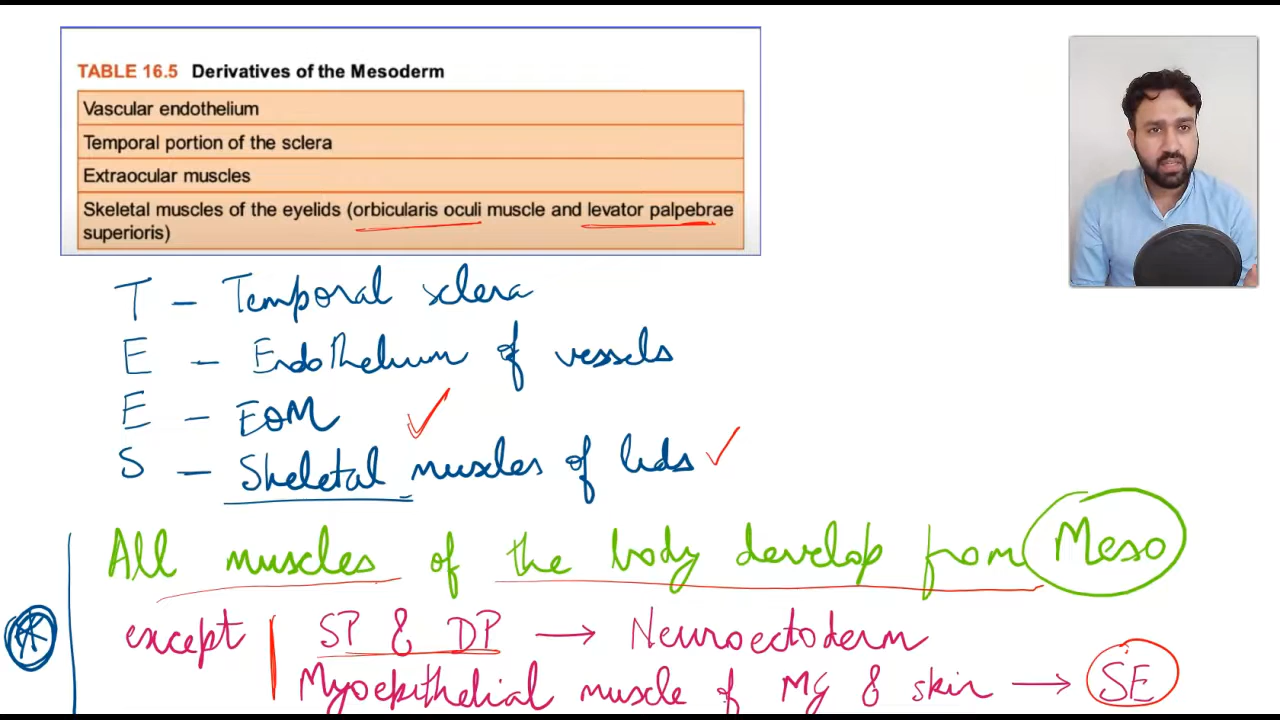 TABLE 16.5 Derivatives of the Mesoderm
Vascular endothelium
Temporal portion of the sclera
Extraocular muscles
Skeletal muscles of the eyelids (orbicularis oculi muscle and levator palpebrae
superioris)
T - Temporal sclera
E - Endothelium of vessels
E - EOM ✓
S - Skeletal muscles of lids ✓
All muscles of the body develop from Meso
except SP & DP → Neuroectoderm
Myoepithelial muscle of MG & skin → SE